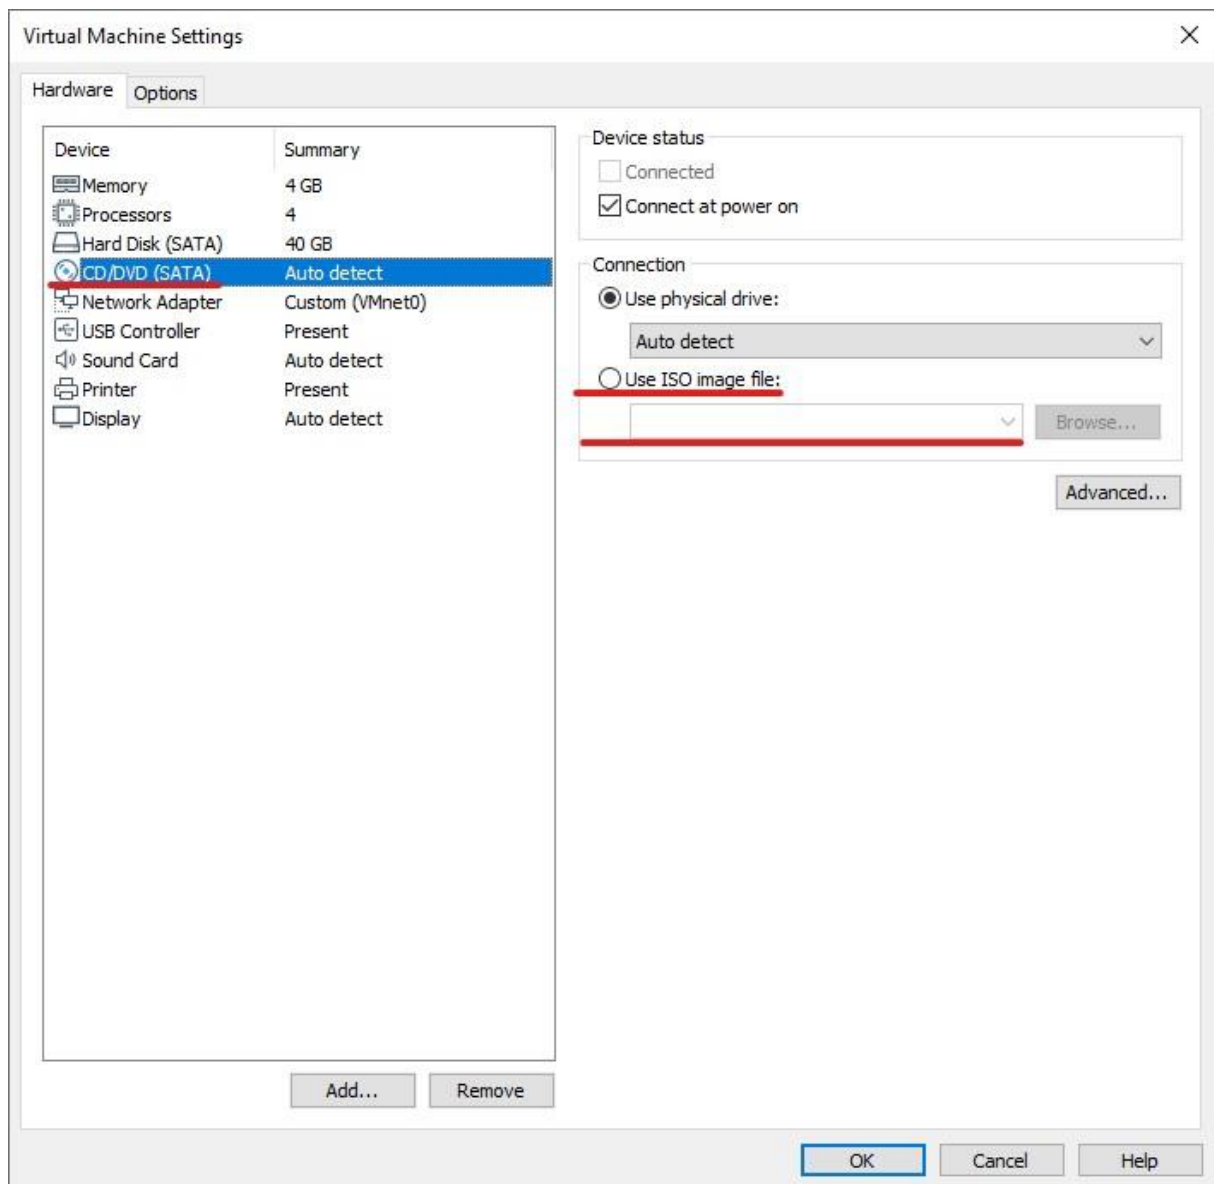 Virtual Machine Settings
Hardware Options
Device Summary
Memory 4 GB
Processors 4
Hard Disk (SATA) 40 GB
CD/DVD (SATA) Auto detect
Network Adapter Custom (VMnet0)
USB Controller Present
Sound Card Auto detect
Printer Present
Display Auto detect
Add... Remove
Device status
Connected
Connect at power on
Connection
Use physical drive:
Auto detect
Use ISO image file:
Browse...
Advanced...
OK Cancel Help